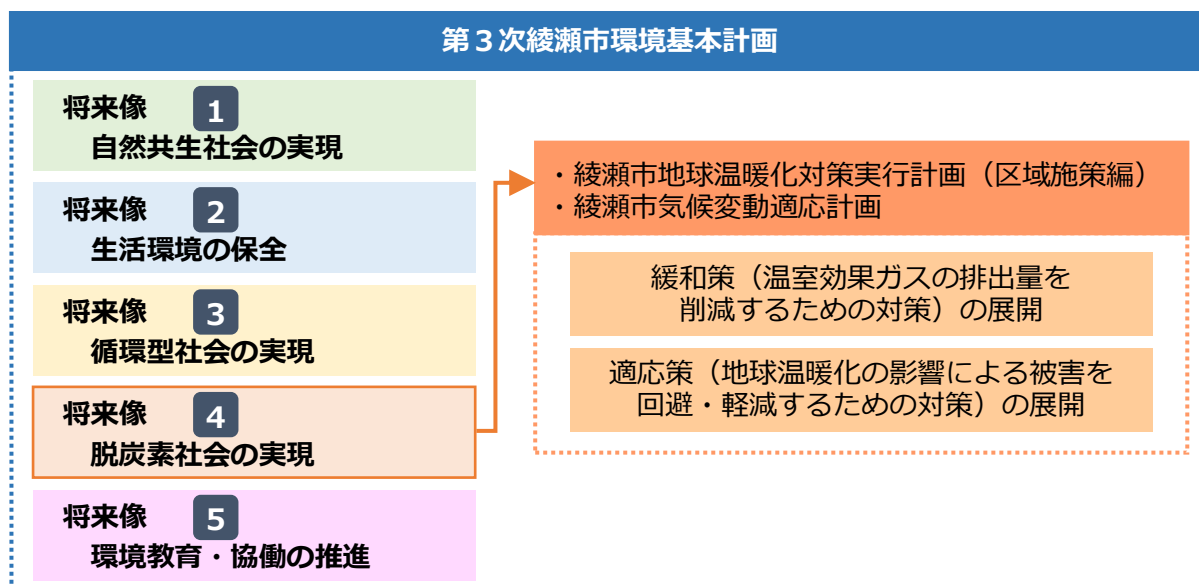 第３次綾瀬市環境基本計画
将来像 1
自然共生社会の実現
将来像 2
生活環境の保全
将来像 3
循環型社会の実現
将来像 4
脱炭素社会の実現
将来像 5
環境教育・協働の推進
・綾瀬市地球温暖化対策実行計画（区域施策編）
・綾瀬市気候変動適応計画
緩和策（温室効果ガスの排出量を
削減するための対策）の展開
適応策（地球温暖化の影響による被害を
回避・軽減するための対策）の展開